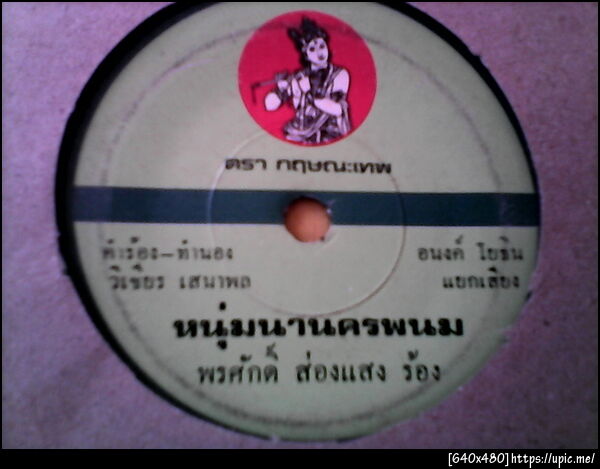 ตรา กฤษณะเทพ
คำร้อง-ทำนอง
วิเชียร เสนาพล
อนงค์ โยธิน
แยกเสียง
หนุ่มนานครพนม
พรศักดิ์ ส่องแสง ร้อง
[640x480]https://upic.me/